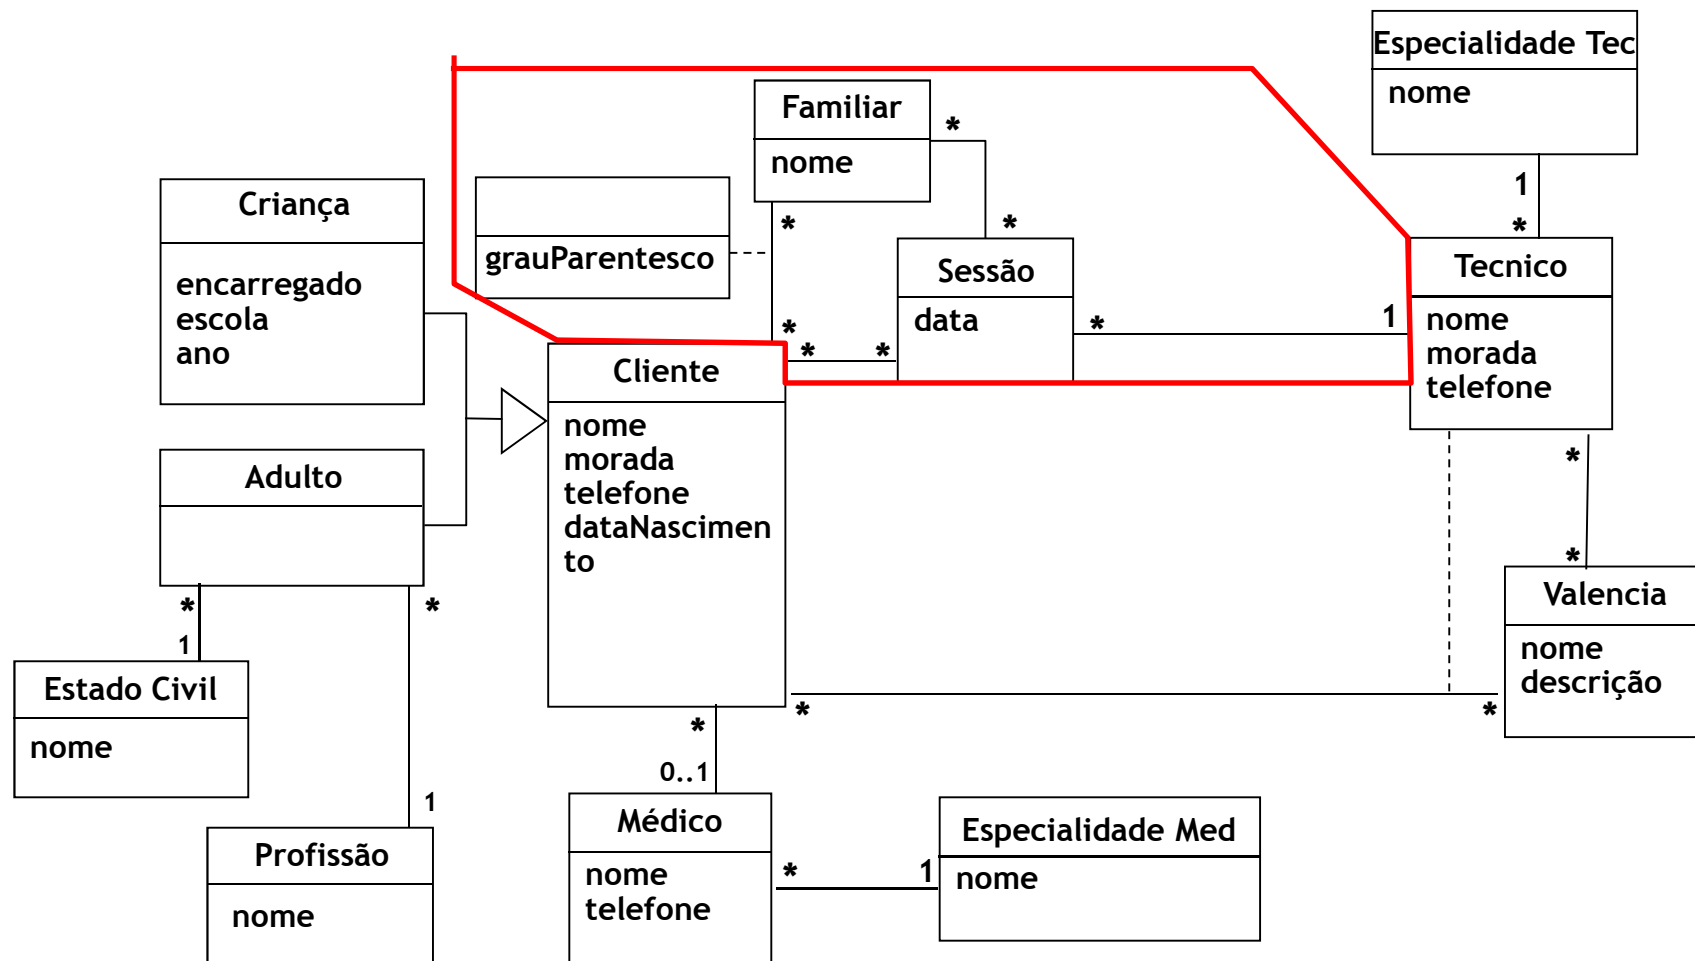 Especialidade Tec
nome
1
*
Familiar
nome
*
*
*
*
grauParentesco
Criança
encarregado
escola
ano
Sessão
data
*
1
*
*
Tecnico
nome
morada
telefone
*
*
Cliente
nome
morada
telefone
dataNascimen
to
Adulto
*
1
*
1
Estado Civil
nome
Profissão
nome
Valencia
nome
descrição
*
*
*
0..1
Médico
nome
telefone
*
1
Especialidade Med
nome